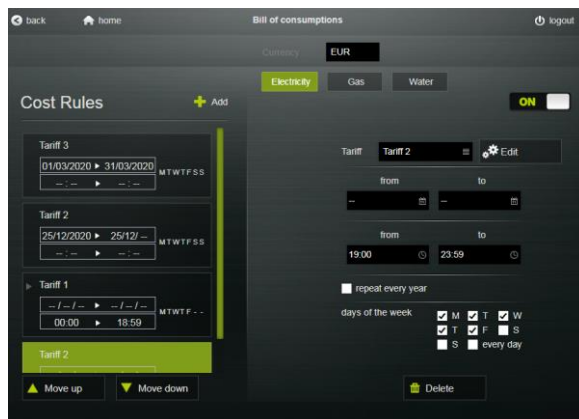 back home Bill of consumptions logout
Currency EUR
Electricity Gas Water
Cost Rules Add ON
Tariff 3
01/03/2020 ▸ 31/03/2020
-- : -- ▸ -- : --
MTWTFSS
Tariff 2
25/12/2020 ▸ 25/12/ --
-- : -- ▸ -- : --
MTWTFSS
Tariff 1
-- / -- / -- ▸ -- / -- / --
00:00 ▸ 18:59
MTWTF--
Tariff 2
Move up Move down
Tariff Tariff 2 Edit
from to
-- --
from to
19:00 23:59
repeat every year
days of the week M T W
T F S
S every day
Delete